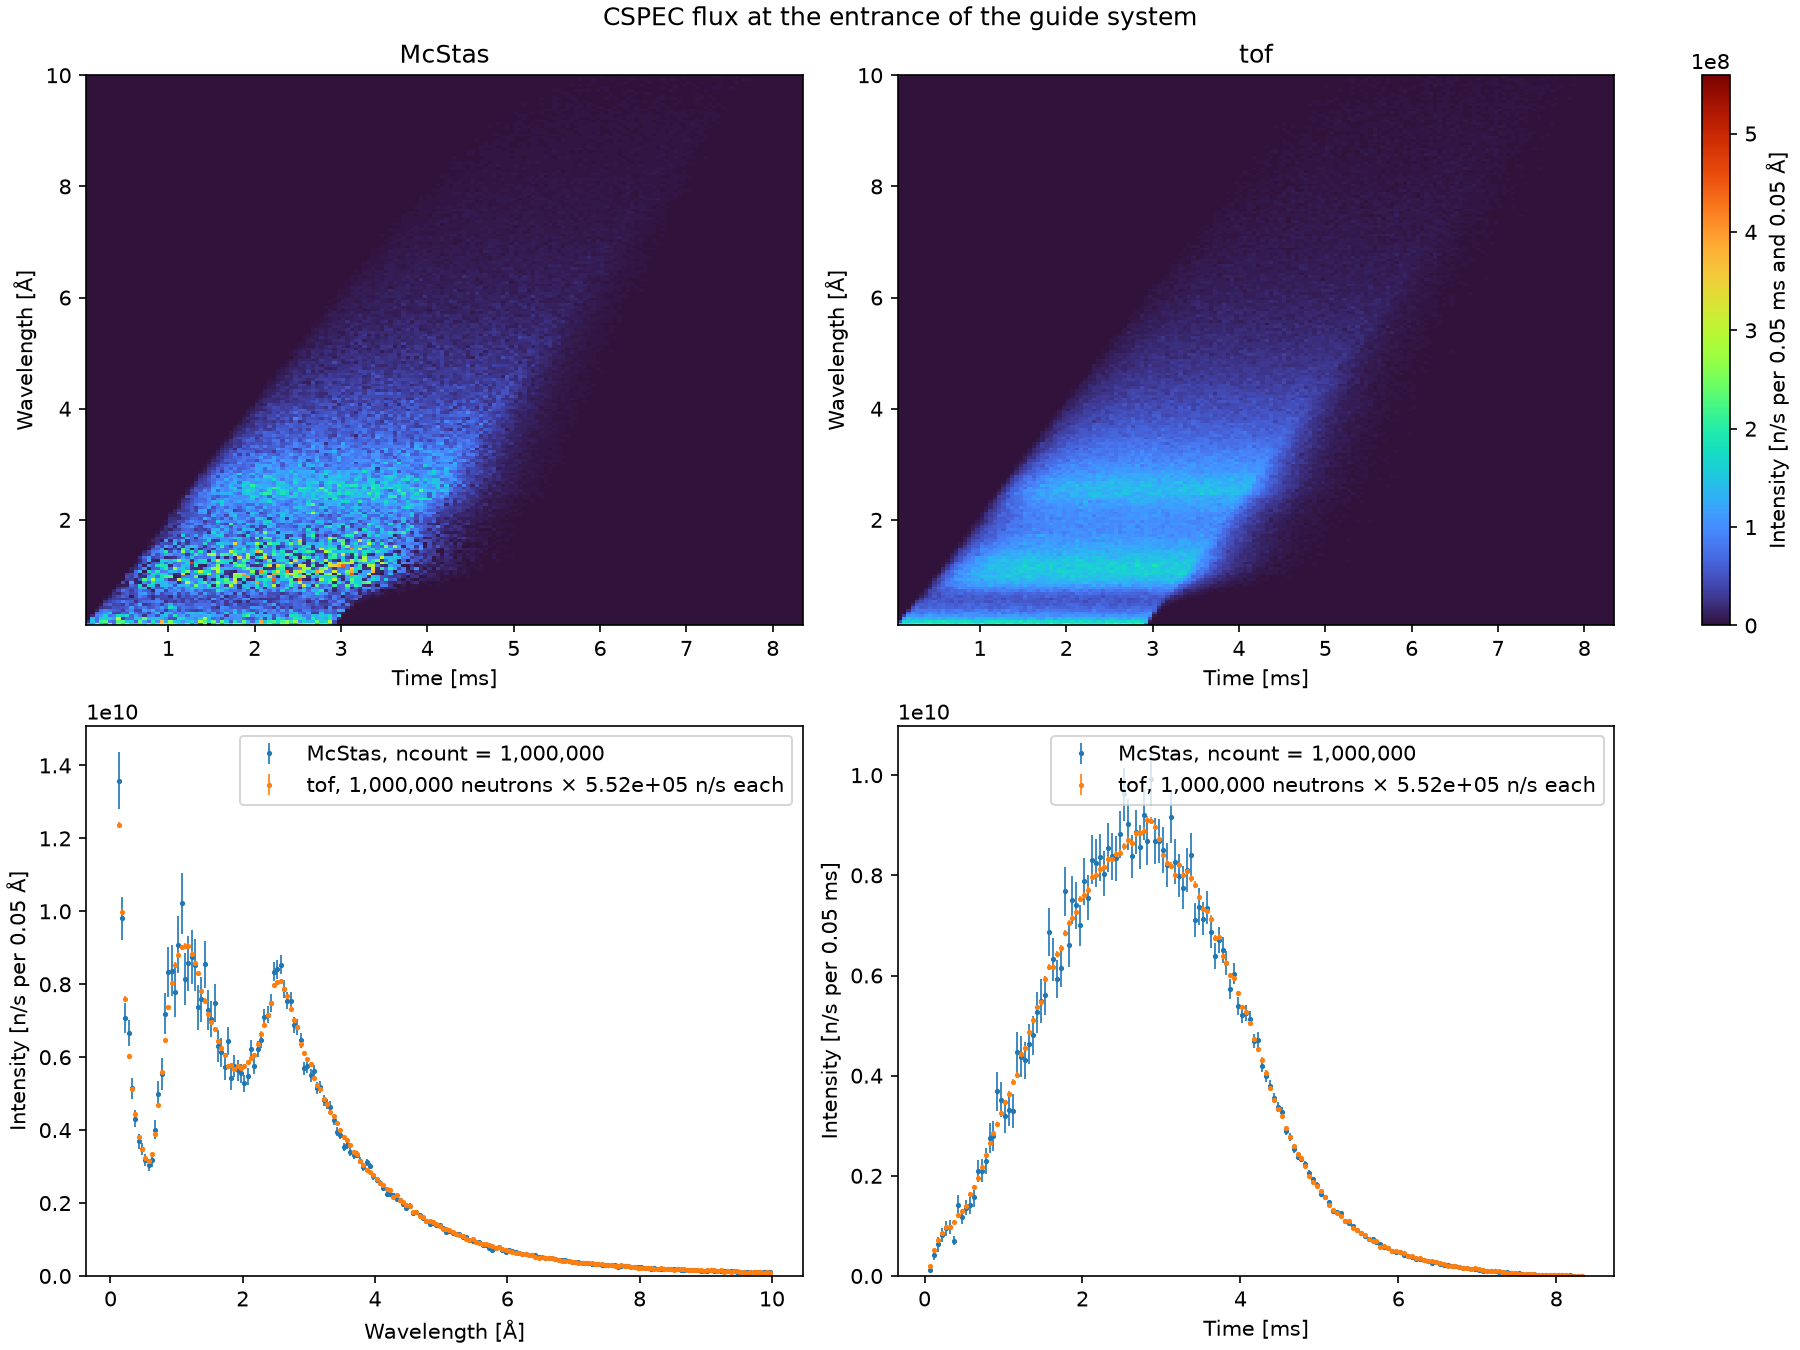 CSPEC flux at the entrance of the guide system
McStas
tof
1e8
10
8
6
4
2
Wavelength [Å]
1 2 3 4 5 6 7 8
Time [ms]
10
8
6
4
2
Wavelength [Å]
1 2 3 4 5 6 7 8
Time [ms]
5
4
3
2
1
0
Intensity [n/s per 0.05 ms and 0.05 Å]
1e10
McStas, ncount = 1,000,000
tof, 1,000,000 neutrons × 5.52e+05 n/s each
1.4
1.2
1.0
0.8
0.6
0.4
0.2
0.0
Intensity [n/s per 0.05 Å]
0 2 4 6 8 10
Wavelength [Å]
1e10
McStas, ncount = 1,000,000
tof, 1,000,000 neutrons × 5.52e+05 n/s each
1.0
0.8
0.6
0.4
0.2
0.0
Intensity [n/s per 0.05 ms]
0 2 4 6 8
Time [ms]